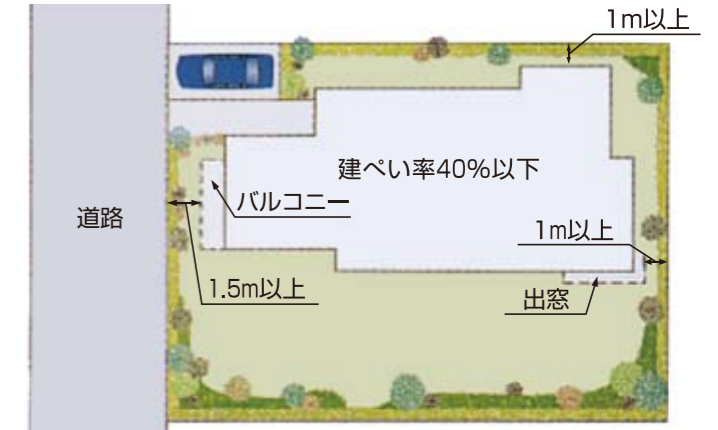 1m以上
建ぺい率40%以下
バルコニー
道路
1m以上
1.5m以上
出窓